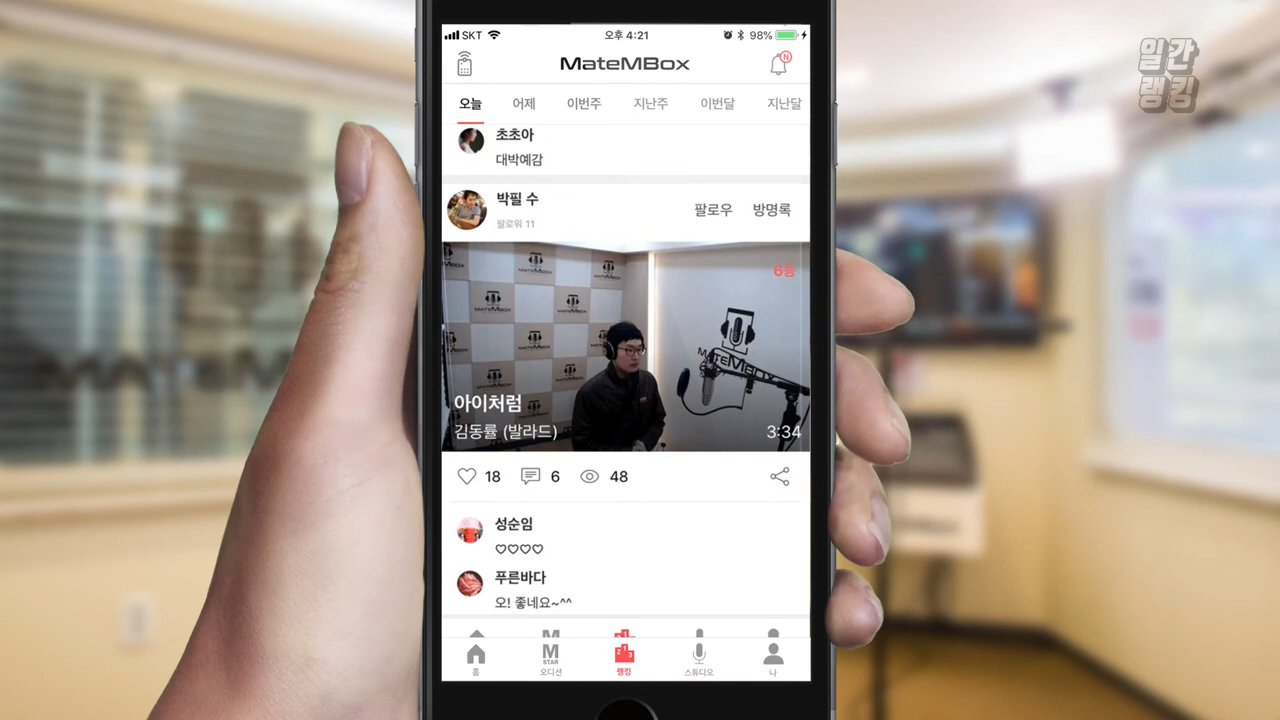 SKT 오후 4:21 98%
MateMBox N
일간
랭킹
오늘 어제 이번주 지난주 이번달 지난달
초초아
대박예감
박필 수
팔로워 11
팔로우 방명록
6등
MATEMBOX
아이처럼
김동률 (발라드)
3:34
18 6 48
성순임
♡♡♡♡
푸른바다
오! 좋네요~^^
M
STAR
홈 오디션 랭킹 스튜디오 나